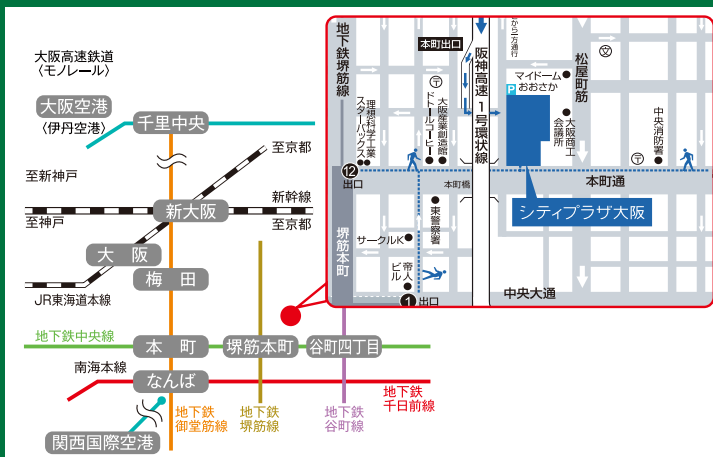 大阪高速鉄道
〈モノレール〉
大阪空港
〈伊丹空港〉
千里中央
至京都
至新神戸
新幹線
至神戸
新大阪
至京都
大阪
梅田
JR東海道本線
地下鉄中央線
本町
堺筋本町
谷町四丁目
南海本線
なんば
地下鉄
千日前線
地下鉄
御堂筋線
地下鉄
堺筋線
地下鉄
谷町線
関西国際空港
地下鉄堺筋線
本町出口
阪神高速1号環状線
から一方通行
松屋町筋
文
〒
マイドーム
おおさか
P
理想科学工業
スターバックス
大阪産業創造館
ドトールコーヒー
大阪商工
会議所
中央消防署
〒
12
出口
本町橋
本町通
シティプラザ大阪
東警察署
堺筋本町
サークルK
帝人
ビル
1
出口
中央大通